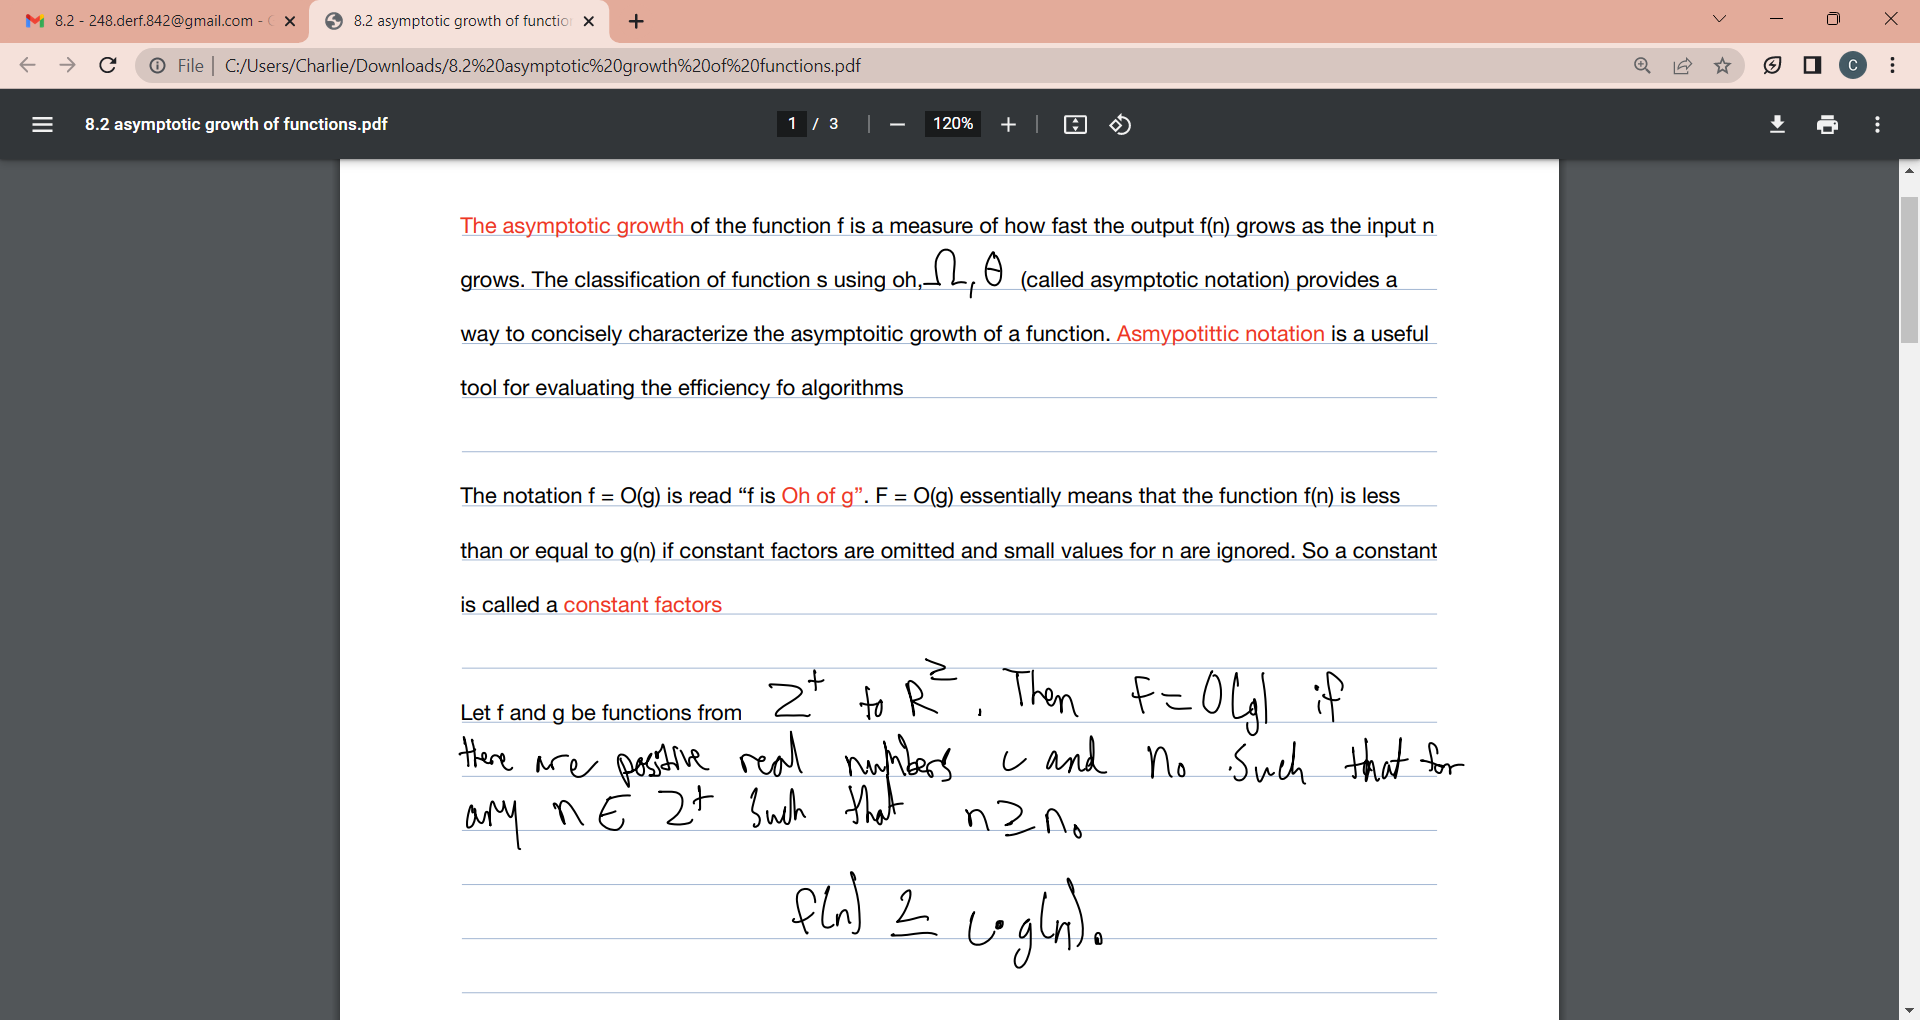 8.2 - 248.derf.842@gmail.com -
8.2 asymptotic growth of functio
File | C:/Users/Charlie/Downloads/8.2%20asymptotic%20growth%20of%20functions.pdf
C
8.2 asymptotic growth of functions.pdf
1 / 3
120%
The asymptotic growth of the function f is a measure of how fast the output f(n) grows as the input n
grows. The classification of function s using oh, Ω, θ (called asymptotic notation) provides a
way to concisely characterize the asymptoitic growth of a function. Asmypotittic notation is a useful
tool for evaluating the efficiency fo algorithms
The notation f = O(g) is read “f is Oh of g”. F = O(g) essentially means that the function f(n) is less
than or equal to g(n) if constant factors are omitted and small values for n are ignored. So a constant
is called a constant factors
Let f and g be functions from Z⁺ to R^≥. Then F = O(g) if
there are positive real numbers c and n₀ such that for
any n ∈ Z⁺ such that n ≥ n₀
f(n) ≥ c·g(n).